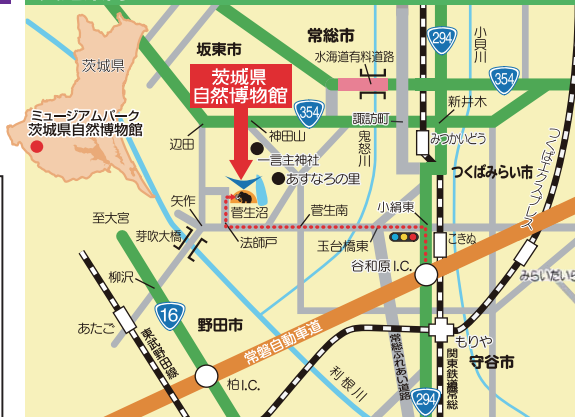 茨城県
ミュージアムパーク
茨城県自然博物館
坂東市
常総市
水海道有料道路
294
小貝川
茨城県
自然博物館
354
354
新井木
諏訪町
辺田
神田山
鬼怒川
みつかいどう
一言主神社
あすなろの里
つくばみらい市
つくばエクスプレス
矢作
菅生沼
菅生南
小絹東
至大宮
芽吹大橋
法師戸
玉台橋東
こきぬ
谷和原I.C.
みらいだいら
柳沢
16
あたご
野田市
東武野田線
常磐自動車道
常総ふれあい道路
もりや
守谷市
関東鉄道常総
柏I.C.
利根川
294